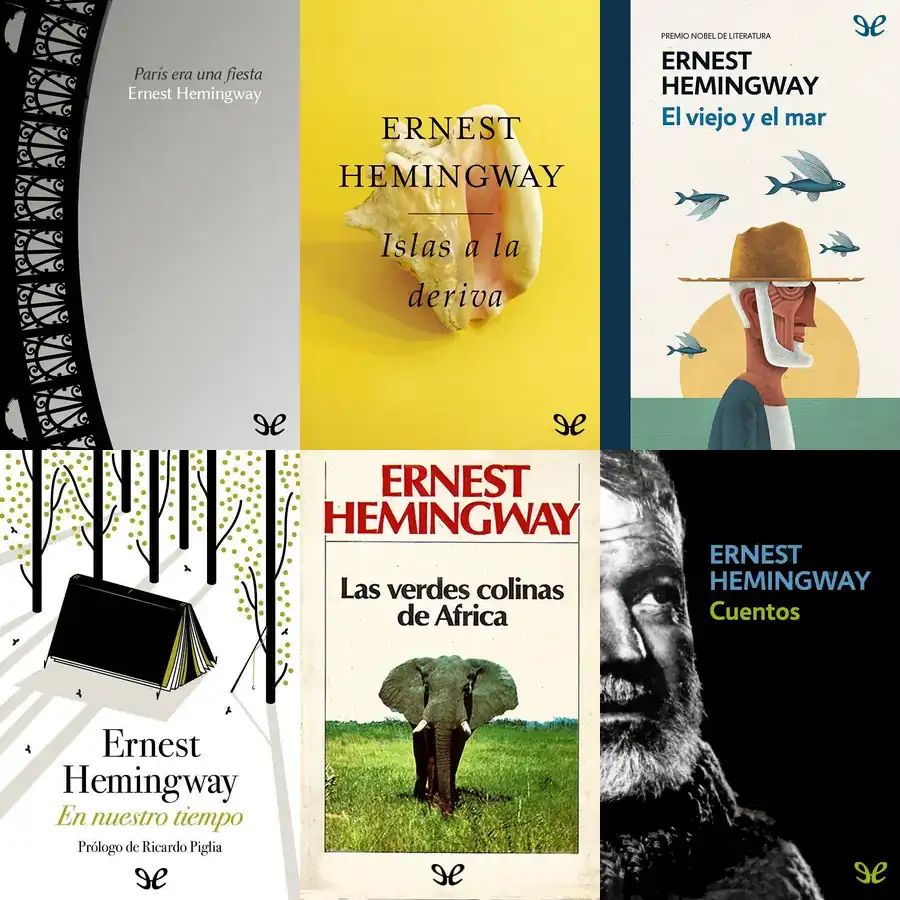 París era una fiesta
Ernest Hemingway
ERNEST
HEMINGWAY
Islas a la
deriva
PREMIO NOBEL DE LITERATURA
ERNEST
HEMINGWAY
El viejo y el mar
Ernest
Hemingway
En nuestro tiempo
Prólogo de Ricardo Piglia
ERNEST
HEMINGWAY
Las verdes colinas
de Africa
ERNEST
HEMINGWAY
Cuentos